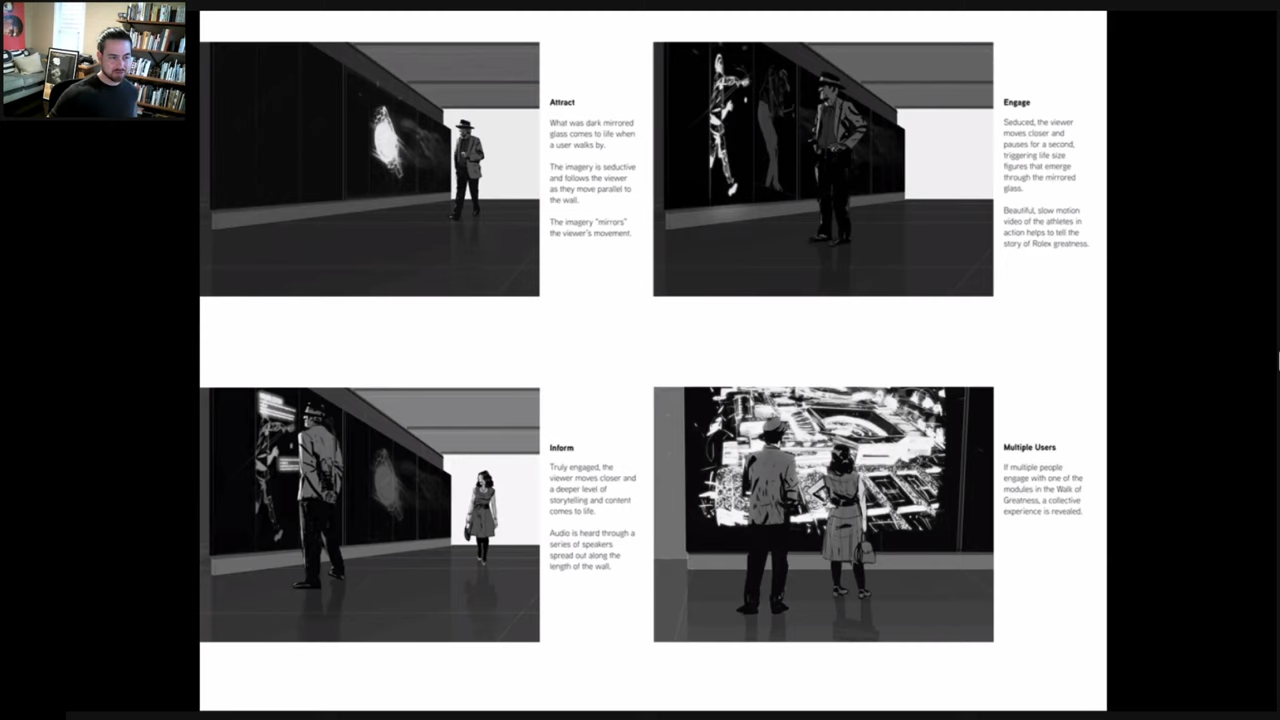 Attract
What was dark mirrored
glass comes to life when
a user walks by.
The imagery is seductive
and follows the viewer
as they move parallel to
the wall.
The imagery "mirrors"
the viewer's movement.
Engage
Seduced, the viewer
moves closer and
pauses for a second,
triggering life size
figures that emerge
through the mirrored
glass.
Beautiful, slow motion
video of the athletes in
action helps to tell the
story of Rolex greatness.
Inform
Truly engaged, the
viewer moves closer and
a deeper level of
storytelling and content
comes to life.
Audio is heard through a
series of speakers
spread out along the
length of the wall.
Multiple Users
If multiple people
engage with one of the
modules in the Walk of
Greatness, a collective
experience is revealed.